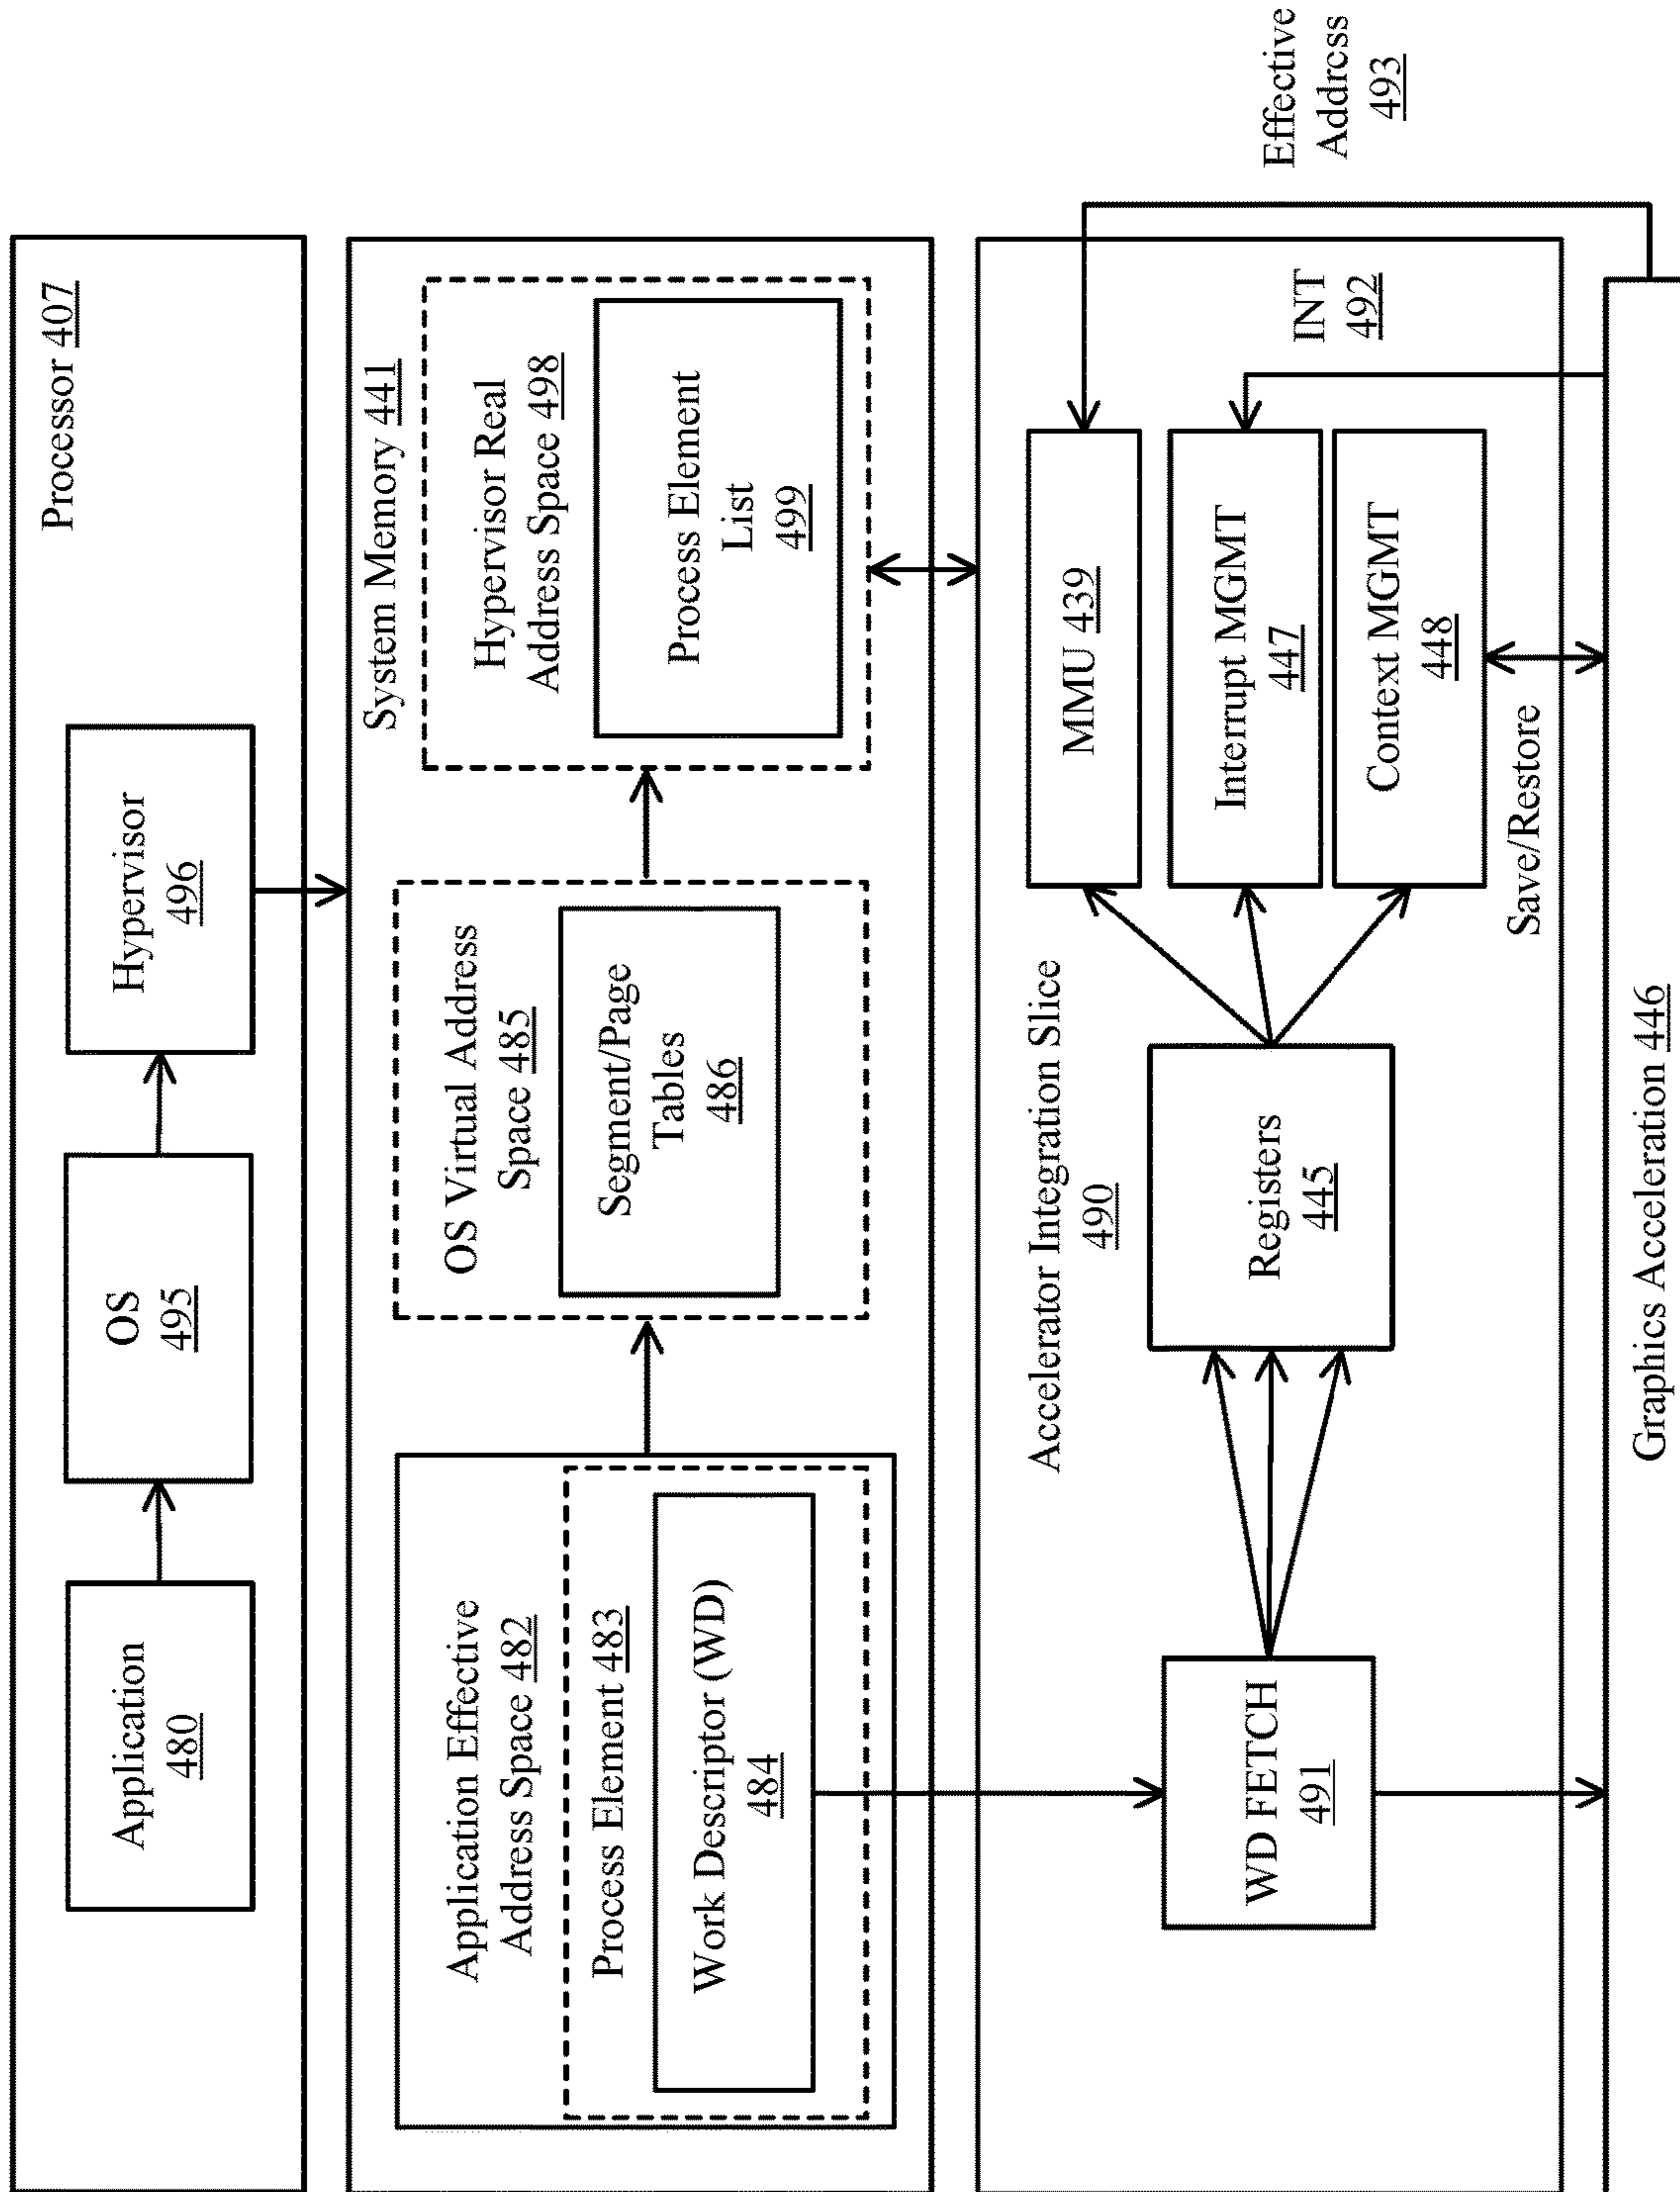 Processor 407
Application
480
OS
495
Hypervisor
496
System Memory 441
Application Effective
Address Space 482
Process Element 483
Work Descriptor (WD)
484
OS Virtual Address
Space 485
Segment/Page
Tables
486
Hypervisor Real
Address Space 498
Process Element
List
499
Accelerator Integration Slice
490
WD FETCH
491
Registers
445
MMU 439
Interrupt MGMT
447
Context MGMT
448
Save/Restore
INT
492
Effective
Address
493
Graphics Acceleration 446